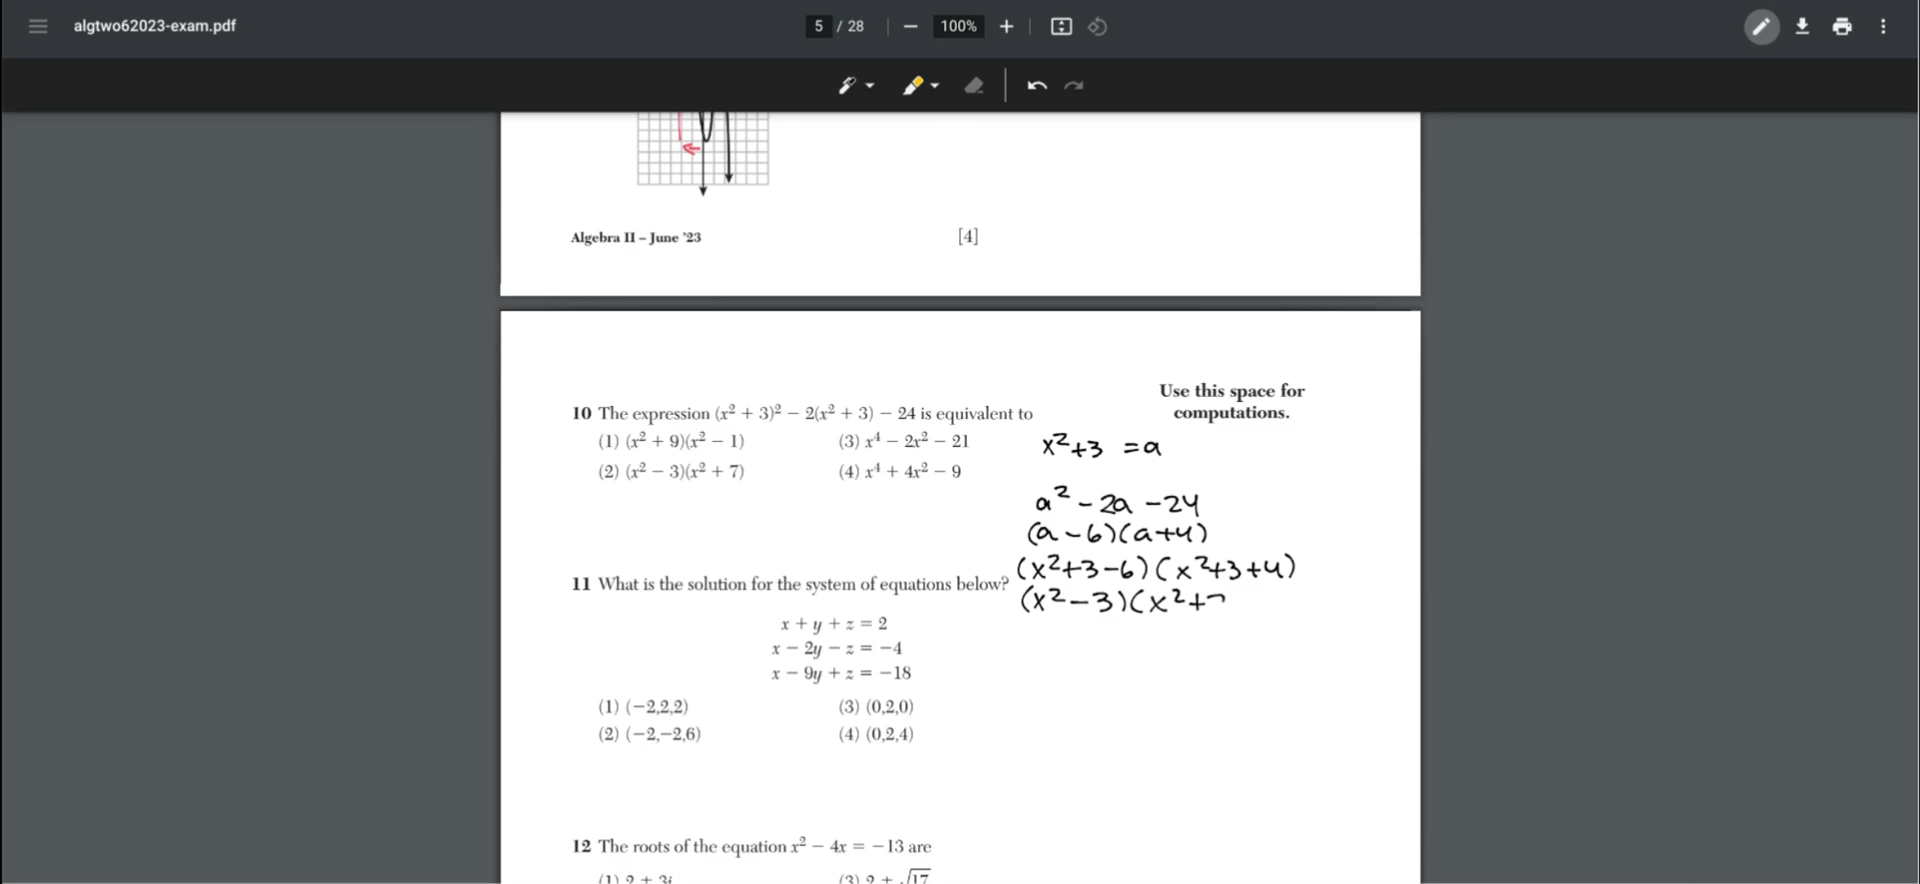 algtwo62023-exam.pdf
5 / 28
100%
Algebra II – June ’23
[4]
Use this space for
computations.
10 The expression (x² + 3)² − 2(x² + 3) − 24 is equivalent to
(1) (x² + 9)(x² − 1)
(3) x⁴ − 2x² − 21
(2) (x² − 3)(x² + 7)
(4) x⁴ + 4x² − 9
x²+3 = a
a² − 2a − 24
(a − 6)(a+4)
(x²+3−6)(x²+3+4)
(x²−3)(x²+
11 What is the solution for the system of equations below?
x + y + z = 2
x − 2y − z = −4
x − 9y + z = −18
(1) (−2,2,2)
(3) (0,2,0)
(2) (−2,−2,6)
(4) (0,2,4)
12 The roots of the equation x² − 4x = −13 are